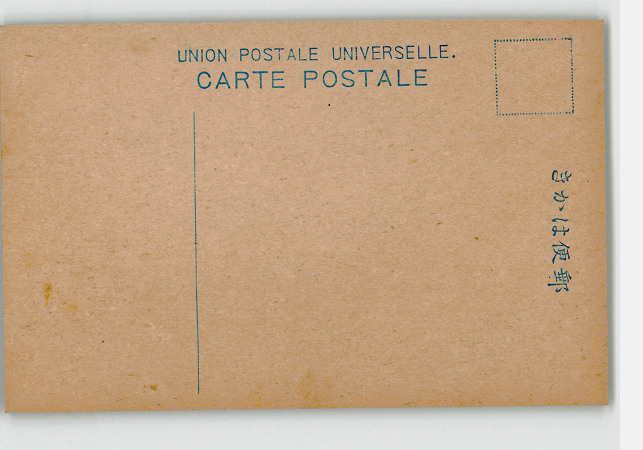 UNION POSTALE UNIVERSELLE.
CARTE POSTALE
郵便はかき